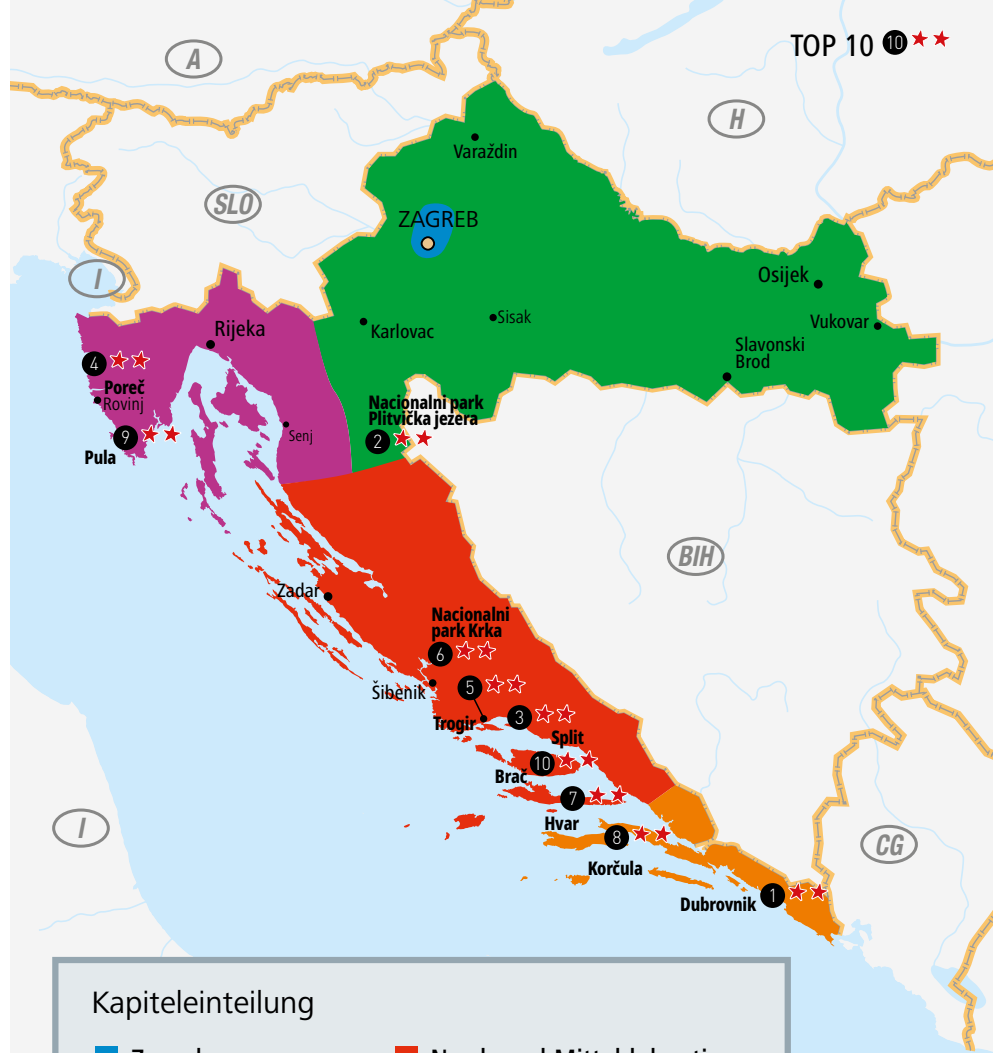 TOP 10 10
A
H
Varaždin
SLO
ZAGREB
I
Osijek
Rijeka
Karlovac
Sisak
Vukovar
Slavonski
Brod
4
Poreč
Rovinj
Nacionalni park
Plitvička jezera
2
Senj
9
Pula
BIH
Zadar
Nacionalni
park Krka
6
Šibenik
5
Trogir
3
Split
10
Brač
7
Hvar
I
8
Korčula
CG
1
Dubrovnik
Kapiteleinteilung